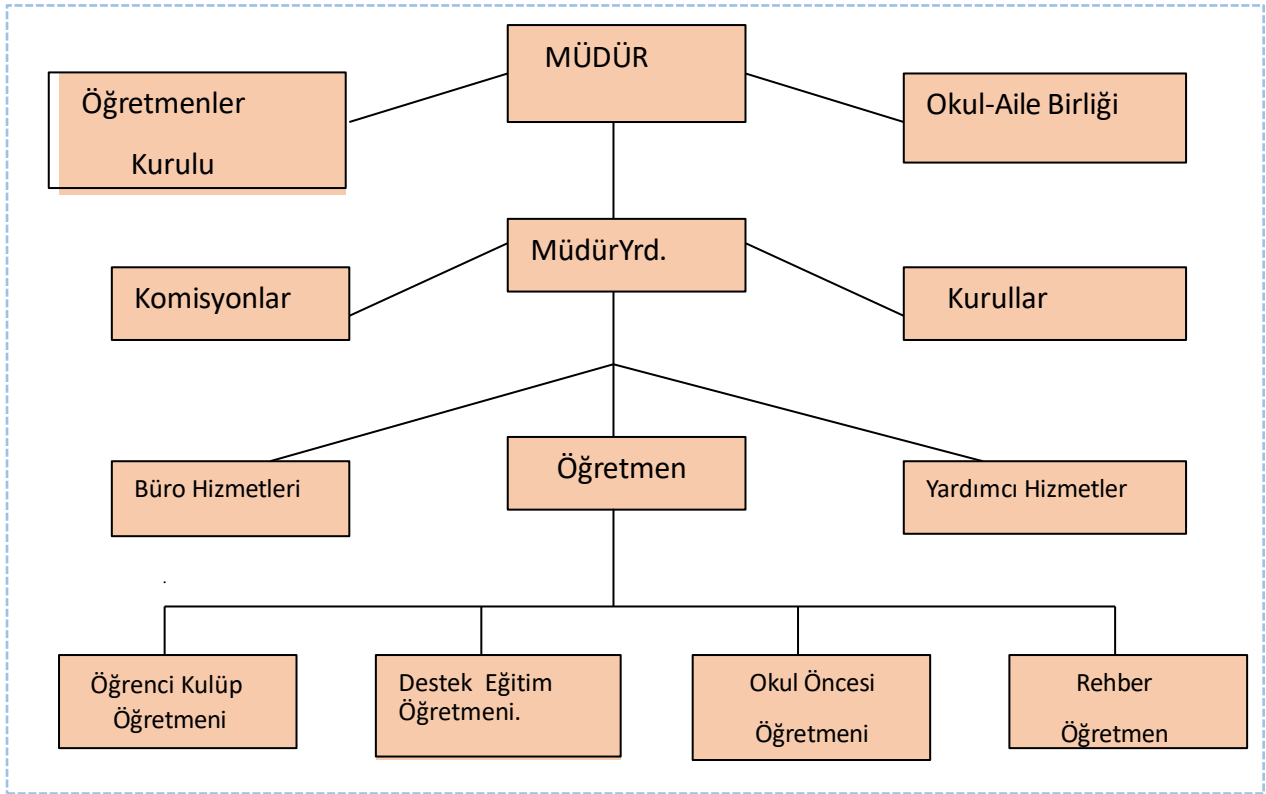 MÜDÜR
Öğretmenler
Kurulu
Okul-Aile Birliği
MüdürYrd.
Komisyonlar
Kurullar
Büro Hizmetleri
Öğretmen
Yardımcı Hizmetler
.
Öğrenci Kulüp
Öğretmeni
Destek Eğitim
Öğretmeni.
Okul Öncesi
Öğretmeni
Rehber
Öğretmen